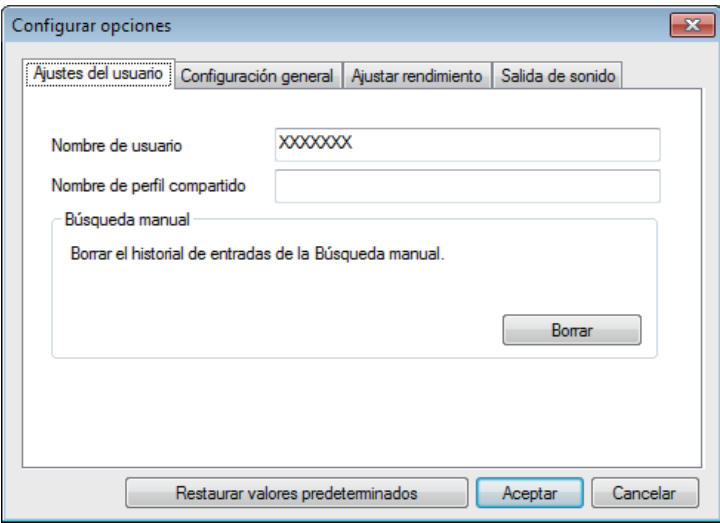 Configurar opciones
Ajustes del usuario Configuración general Ajustar rendimiento Salida de sonido
Nombre de usuario XXXXXXX
Nombre de perfil compartido
Búsqueda manual
Borrar el historial de entradas de la Búsqueda manual.
Borrar
Restaurar valores predeterminados Aceptar Cancelar